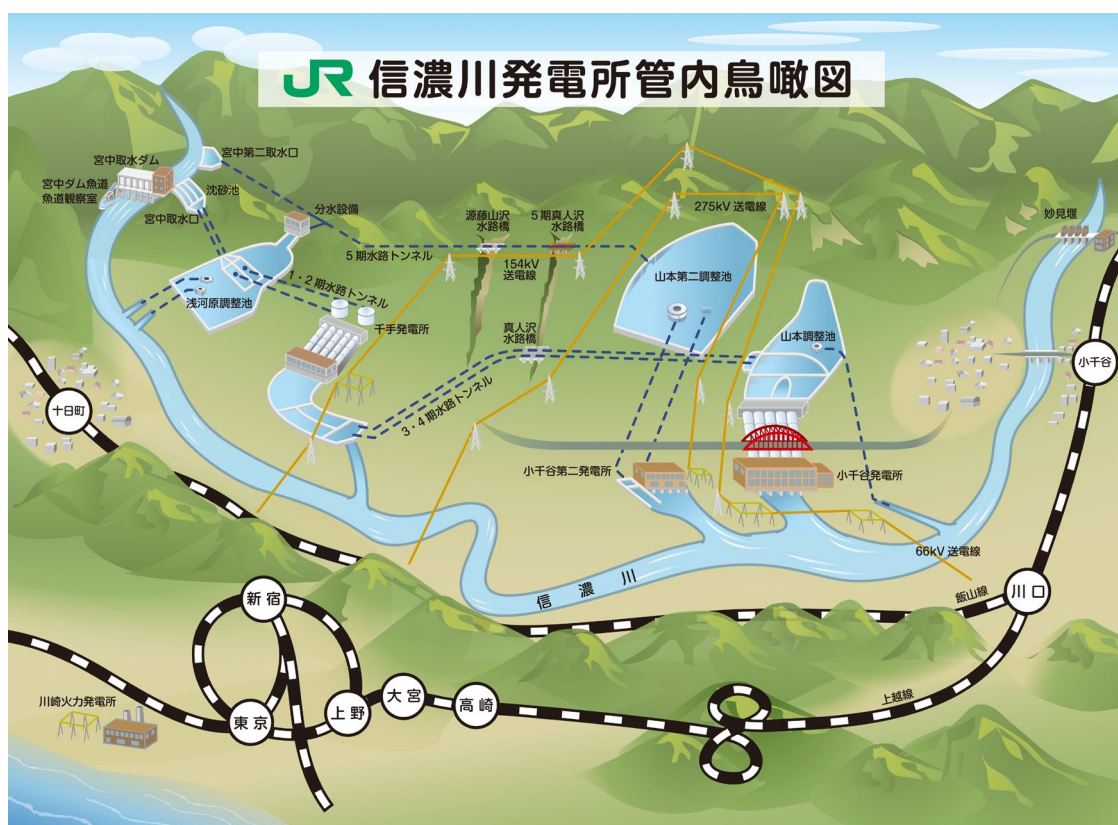 JR 信濃川発電所管内鳥瞰図
宮中取水ダム
宮中第二取水口
宮中ダム魚道
魚道観察室
沈砂池
宮中取水口
分水設備
源藤山沢
水路橋
5期真人沢
水路橋
275kV 送電線
妙見堰
5期水路トンネル
154kV
送電線
山本第二調整池
1・2期水路トンネル
浅河原調整池
千手発電所
真人沢
水路橋
山本調整池
小千谷
十日町
3・4期水路トンネル
小千谷第二発電所
小千谷発電所
66kV 送電線
信濃川
飯山線
川口
新宿
上越線
川崎火力発電所
東京
上野
大宮
高崎